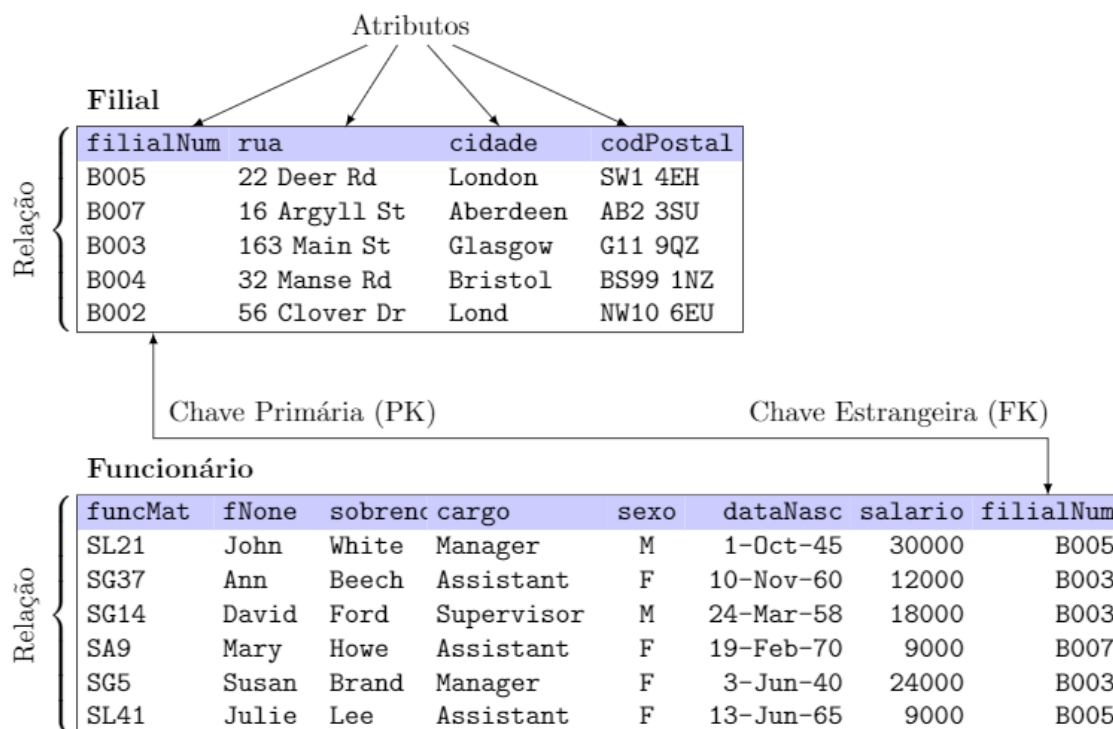 Atributos
Filial
Relação
filialNum rua cidade codPostal
B005 22 Deer Rd London SW1 4EH
B007 16 Argyll St Aberdeen AB2 3SU
B003 163 Main St Glasgow G11 9QZ
B004 32 Manse Rd Bristol BS99 1NZ
B002 56 Clover Dr Lond NW10 6EU
Chave Primária (PK) Chave Estrangeira (FK)
Funcionário
Relação
funcMat fNone sobreno cargo sexo dataNasc salario filialNum
SL21 John White Manager M 1-Oct-45 30000 B005
SG37 Ann Beech Assistant F 10-Nov-60 12000 B003
SG14 David Ford Supervisor M 24-Mar-58 18000 B003
SA9 Mary Howe Assistant F 19-Feb-70 9000 B007
SG5 Susan Brand Manager F 3-Jun-40 24000 B003
SL41 Julie Lee Assistant F 13-Jun-65 9000 B005